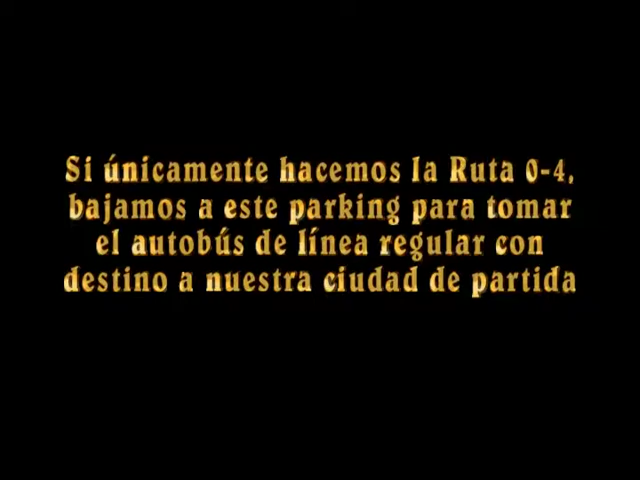 Si únicamente hacemos la Ruta 0-4,
bajamos a este parking para tomar
el autobús de línea regular con
destino a nuestra ciudad de partida